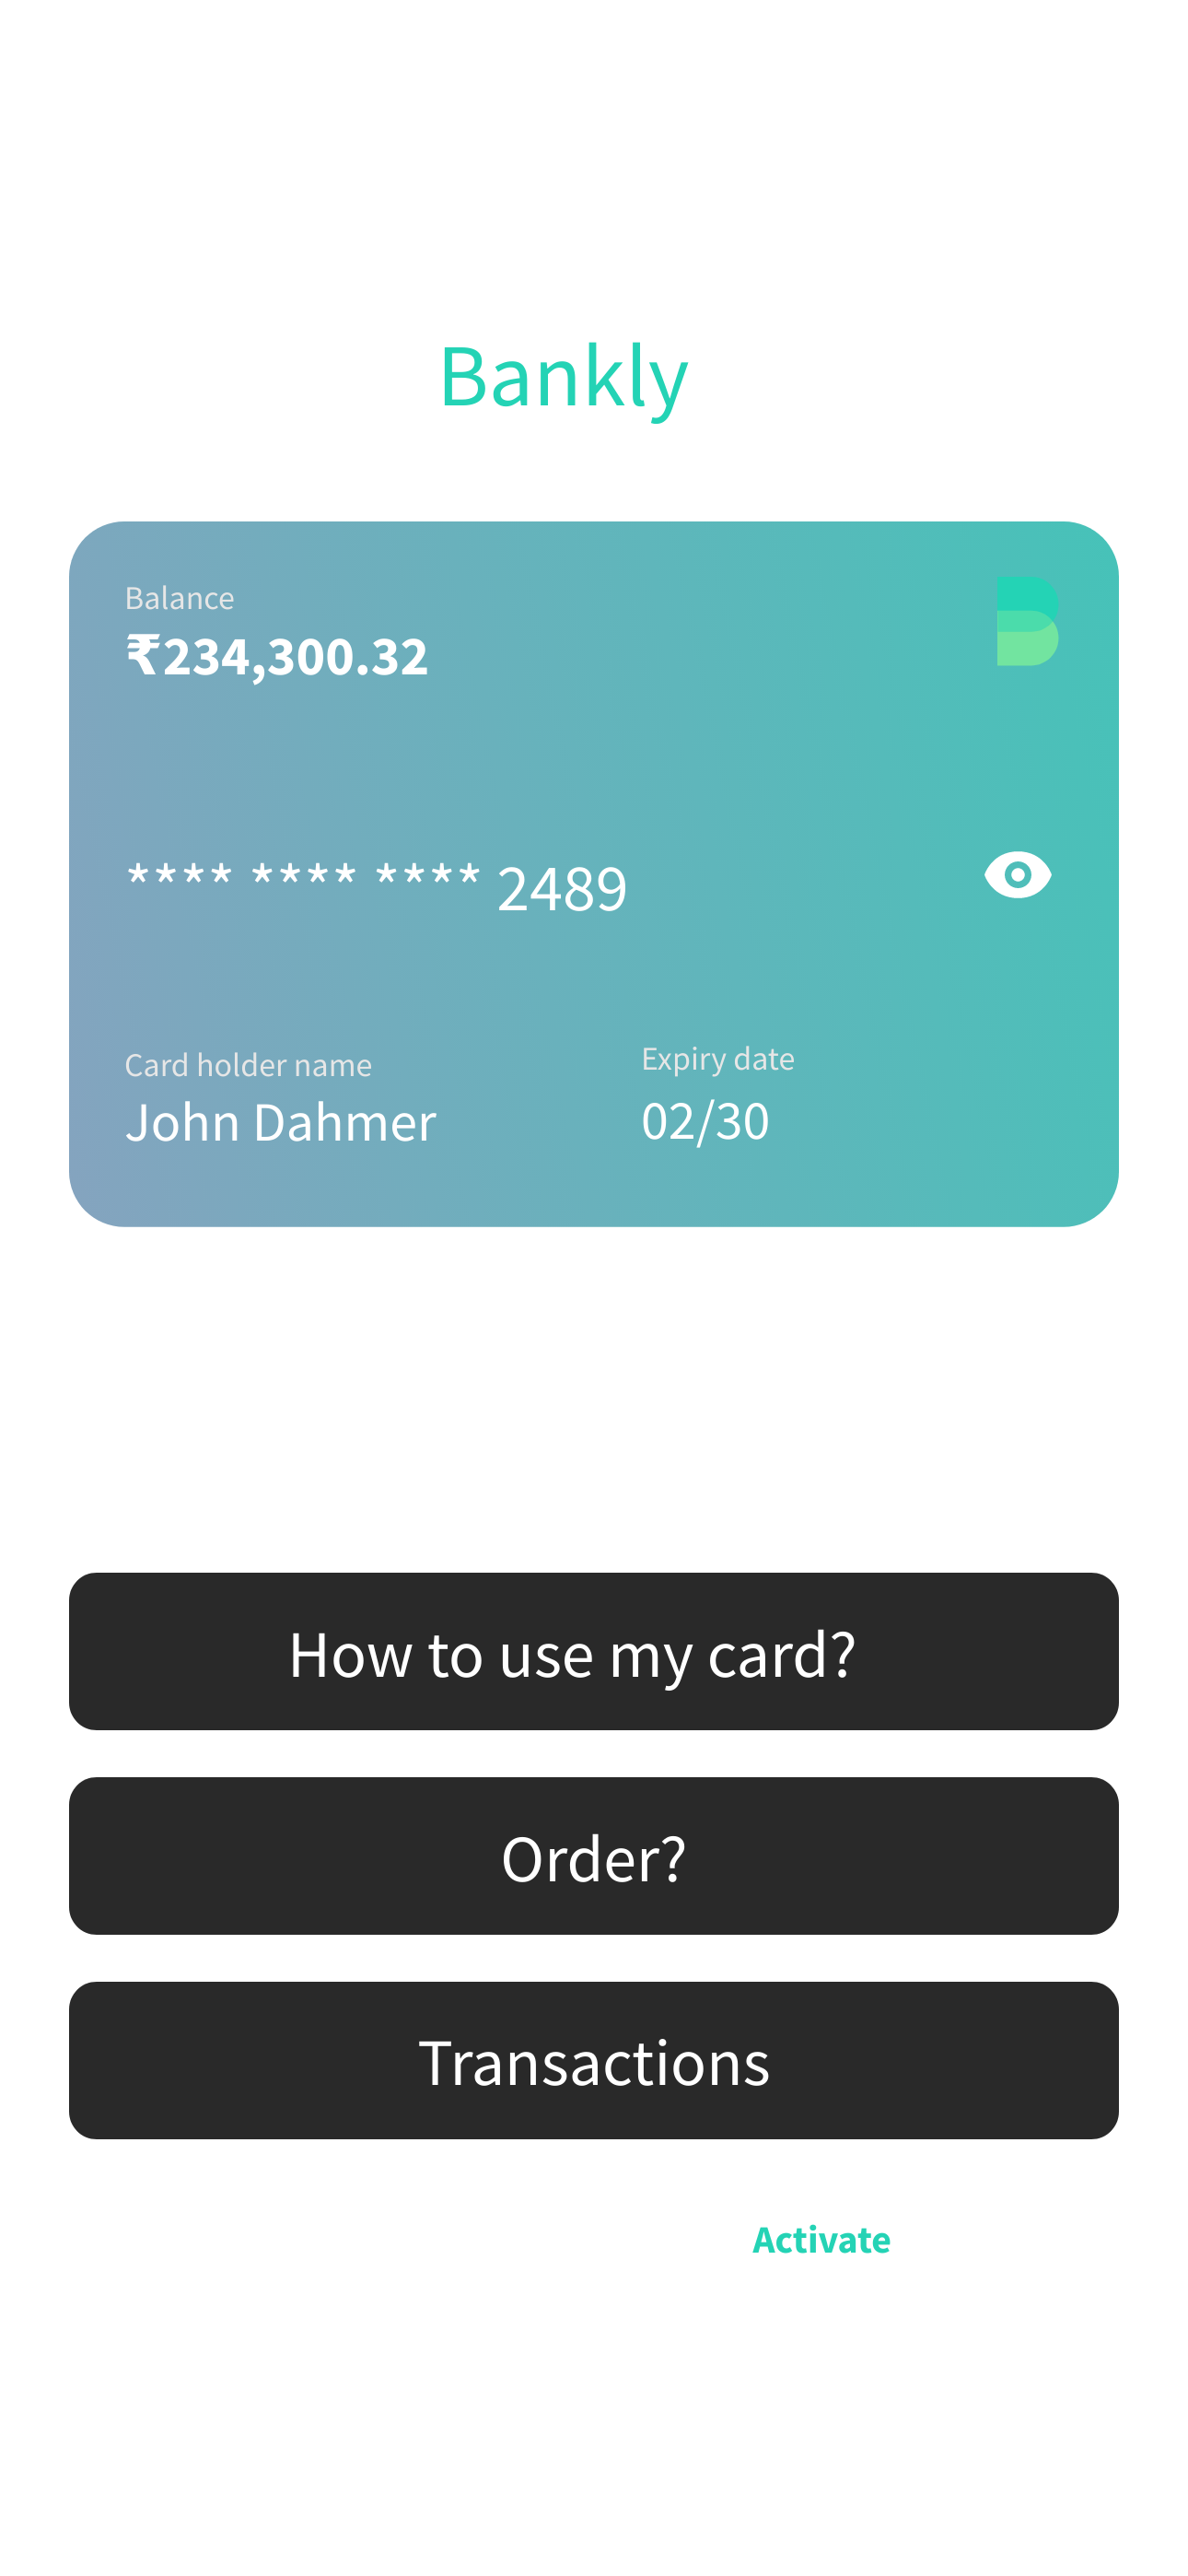 Bankly
Balance
₹234,300.32
**** **** **** 2489
Card holder name
John Dahmer
Expiry date
02/30
How to use my card?
Order?
Transactions
Activate